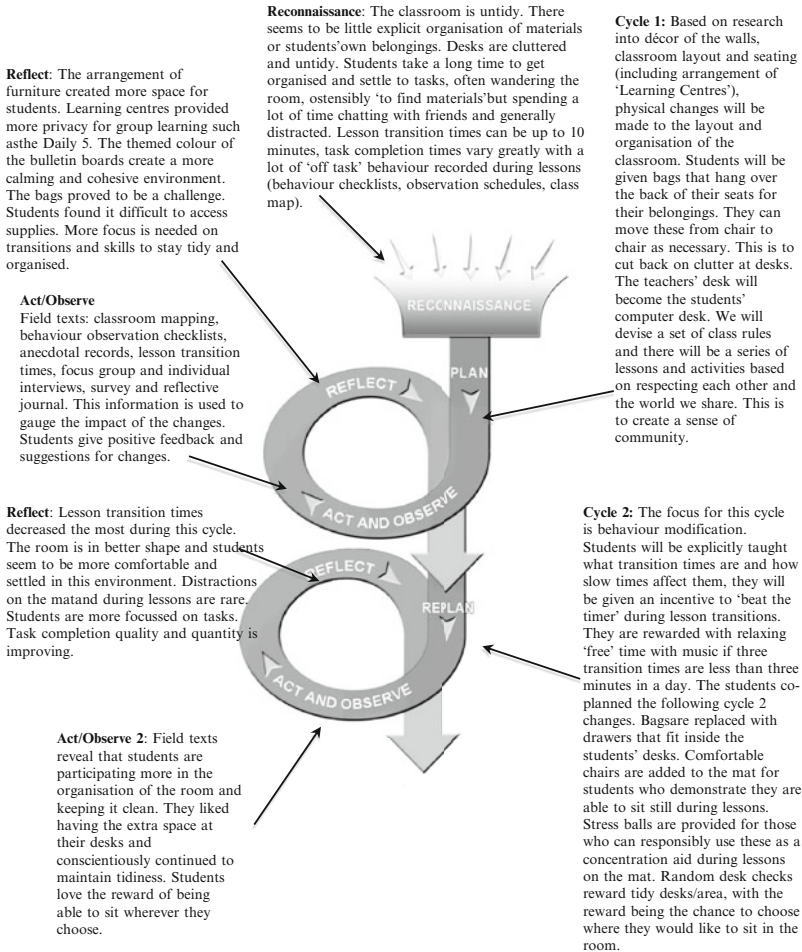 Reconnaissance: The classroom is untidy. There
seems to be little explicit organisation of materials
or students'own belongings. Desks are cluttered
and untidy. Students take a long time to get
organised and settle to tasks, often wandering the
room, ostensibly 'to find materials'but spending a
lot of time chatting with friends and generally
distracted. Lesson transition times can be up to 10
minutes, task completion times vary greatly with a
lot of 'off task' behaviour recorded during lessons
(behaviour checklists, observation schedules, class
map).
Cycle 1: Based on research
into décor of the walls,
classroom layout and seating
(including arrangement of
'Learning Centres'),
physical changes will be
made to the layout and
organisation of the
classroom. Students will be
given bags that hang over
the back of their seats for
their belongings. They can
move these from chair to
chair as necessary. This is to
cut back on clutter at desks.
The teachers' desk will
become the students'
computer desk. We will
devise a set of class rules
and there will be a series of
lessons and activities based
on respecting each other and
the world we share. This is
to create a sense of
community.
Reflect: The arrangement of
furniture created more space for
students. Learning centres provided
more privacy for group learning such
asthe Daily 5. The themed colour of
the bulletin boards create a more
calming and cohesive environment.
The bags proved to be a challenge.
Students found it difficult to access
supplies. More focus is needed on
transitions and skills to stay tidy and
organised.
Act/Observe
Field texts: classroom mapping,
behaviour observation checklists,
anecdotal records, lesson transition
times, focus group and individual
interviews, survey and reflective
journal. This information is used to
gauge the impact of the changes.
Students give positive feedback and
suggestions for changes.
RECONNAISSANCE
PLAN
REFLECT
ACT AND OBSERVE
REFLECT
REPLAN
ACT AND OBSERVE
Reflect: Lesson transition times
decreased the most during this cycle.
The room is in better shape and students
seem to be more comfortable and
settled in this environment. Distractions
on the matand during lessons are rare.
Students are more focussed on tasks.
Task completion quality and quantity is
improving.
Cycle 2: The focus for this cycle
is behaviour modification.
Students will be explicitly taught
what transition times are and how
slow times affect them, they will
be given an incentive to 'beat the
timer' during lesson transitions.
They are rewarded with relaxing
'free' time with music if three
transition times are less than three
minutes in a day. The students co-
planned the following cycle 2
changes. Bagsare replaced with
drawers that fit inside the
students' desks. Comfortable
chairs are added to the mat for
students who demonstrate they are
able to sit still during lessons.
Stress balls are provided for those
who can responsibly use these as a
concentration aid during lessons
on the mat. Random desk checks
reward tidy desks/area, with the
reward being the chance to choose
where they would like to sit in the
room.
Act/Observe 2: Field texts
reveal that students are
participating more in the
organisation of the room and
keeping it clean. They liked
having the extra space at
their desks and
conscientiously continued to
maintain tidiness. Students
love the reward of being
able to sit wherever they
choose.